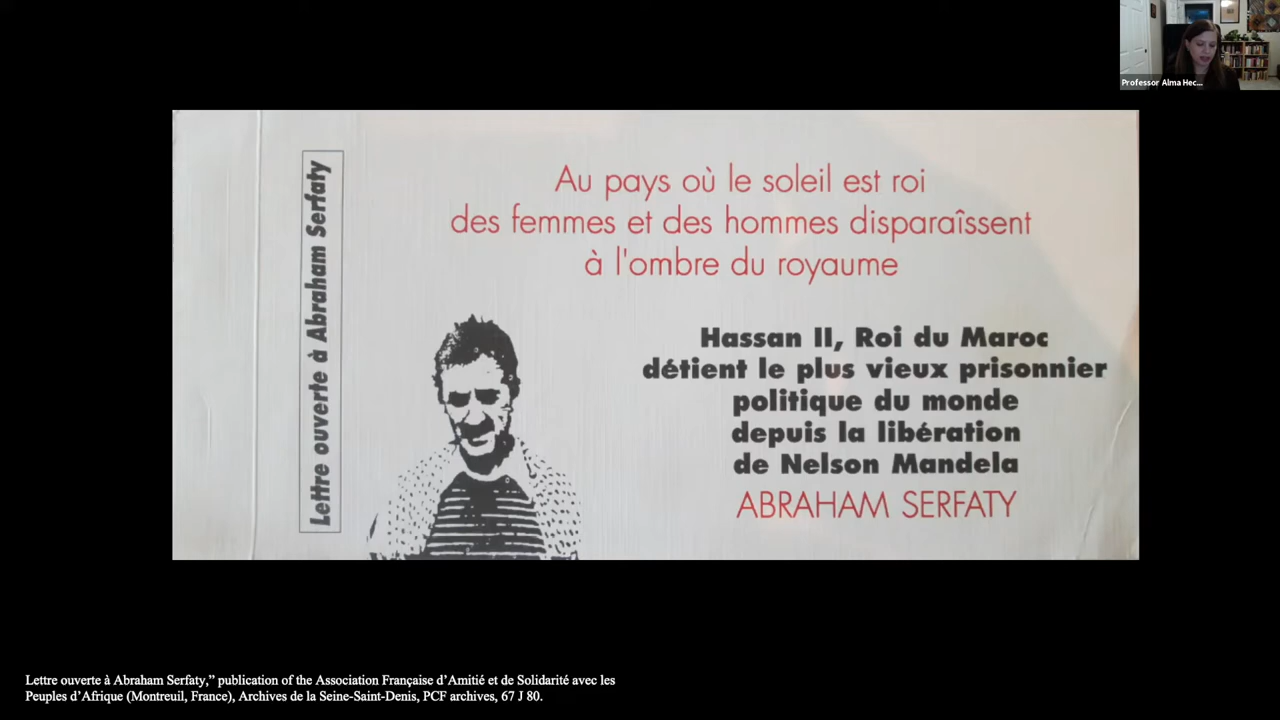 Professor Alma Hec...
Lettre ouverte à Abraham Serfaty
Au pays où le soleil est roi
des femmes et des hommes disparaîssent
à l'ombre du royaume
Hassan II, Roi du Maroc
détient le plus vieux prisonnier
politique du monde
depuis la libération
de Nelson Mandela
ABRAHAM SERFATY
Lettre ouverte à Abraham Serfaty,” publication of the Association Française d’Amitié et de Solidarité avec les
Peuples d’Afrique (Montreuil, France), Archives de la Seine-Saint-Denis, PCF archives, 67 J 80.